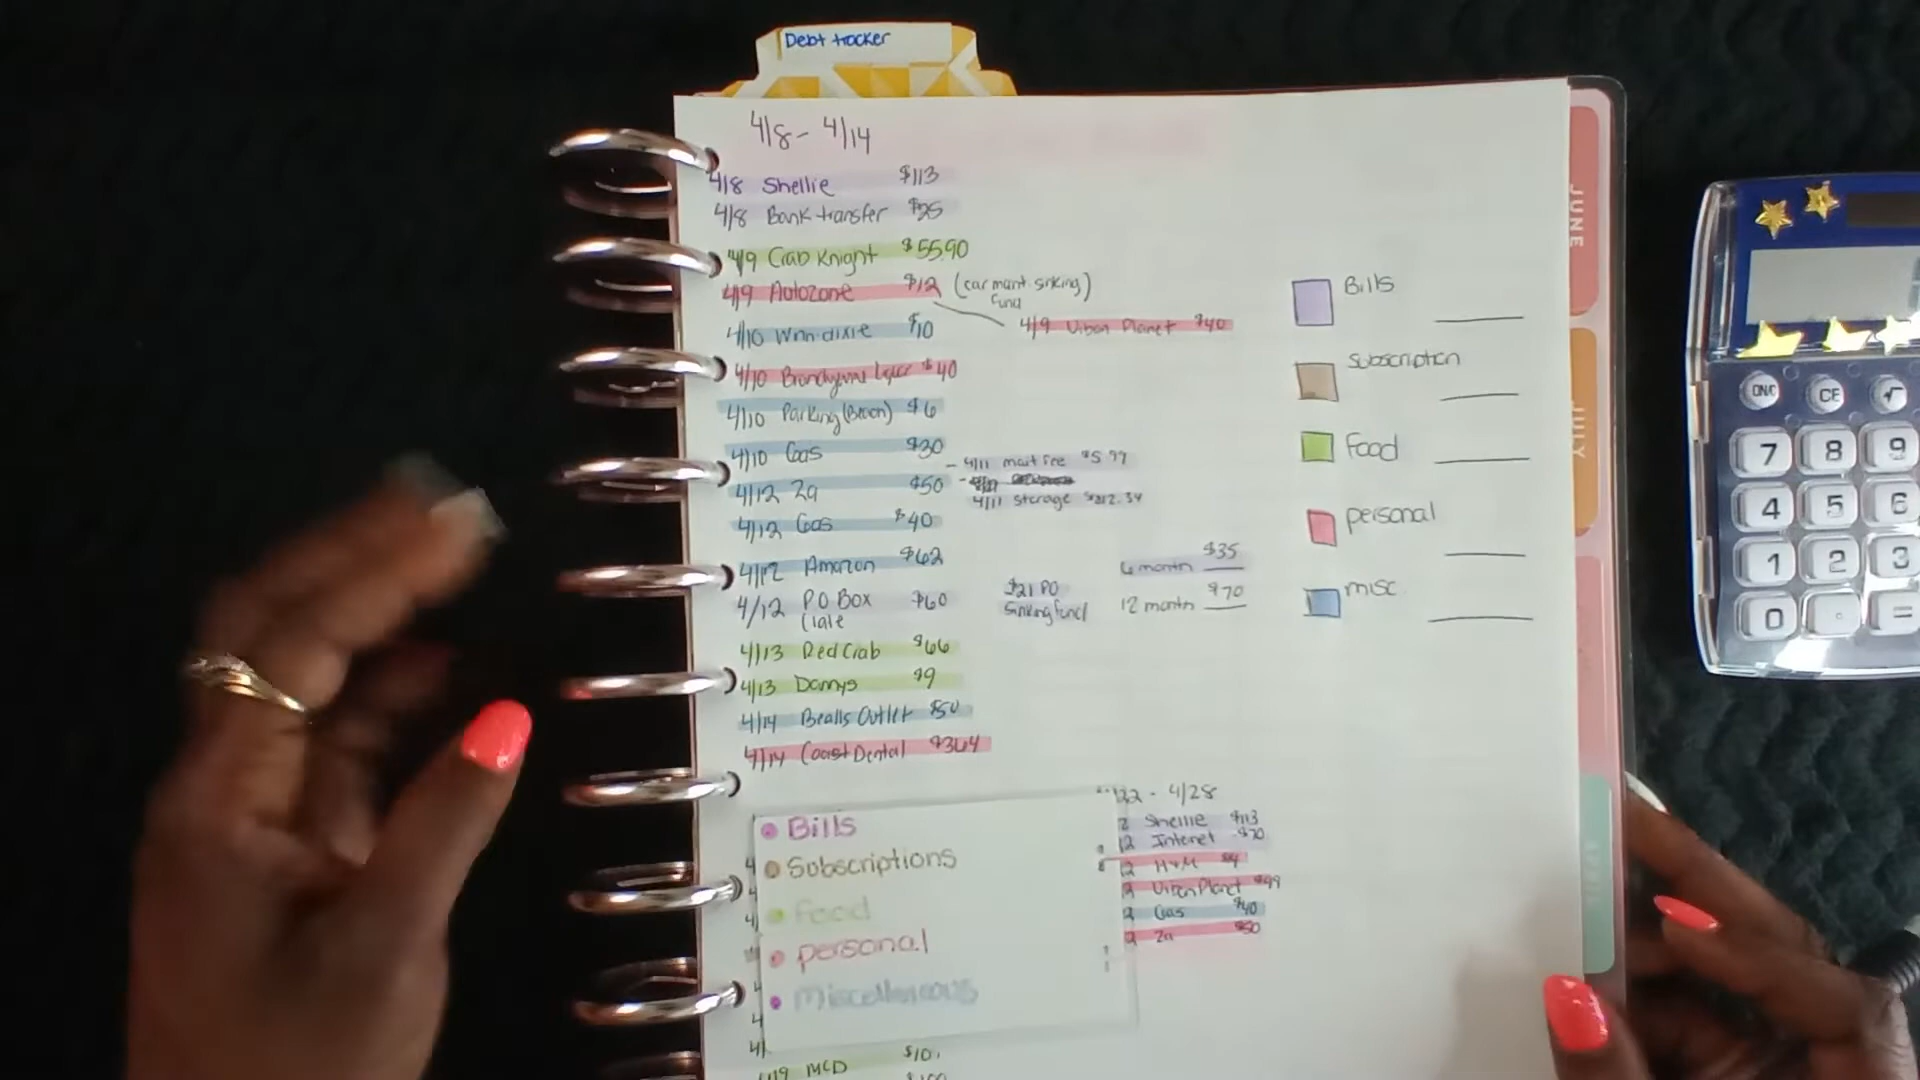 Debt tracker
4/8 - 4/14
4/8 Shellie $113
4/8 Bank transfer $25
4/9 Crab Knight $55.90
4/9 Autozone $12 (car maint. sinking fund)
4/9 Urban Planet $40
4/10 Winn-dixie $10
4/10 $40
4/10 Parking (Beach) $6
4/10 Gas $30
4/11 maint fee $5.99
4/12 Za $50
4/11 storage $212.34
4/12 Gas $40
4/12 Amazon $62
4/12 P.O Box $60
(late
$21 PO
sinking fund
6 month $35
12 month $70
4/13 Red Crab $66
4/13 Dannys $9
4/14 Bealls Outlet $50
4/14 Coast Dental $364
Bills
Subscription
Food
personal
misc
Bills
Subscriptions
Food
personal
Miscellaneous
- 4/28
Shellie $113
Internet $70
H+M $4
Urban Planet $49
Gas $40
Za $50
4/19 MCD $10
JUNE
JULY
APRIL
ON/C CE √
7 8 9
4 5 6
1 2 3
0 . =